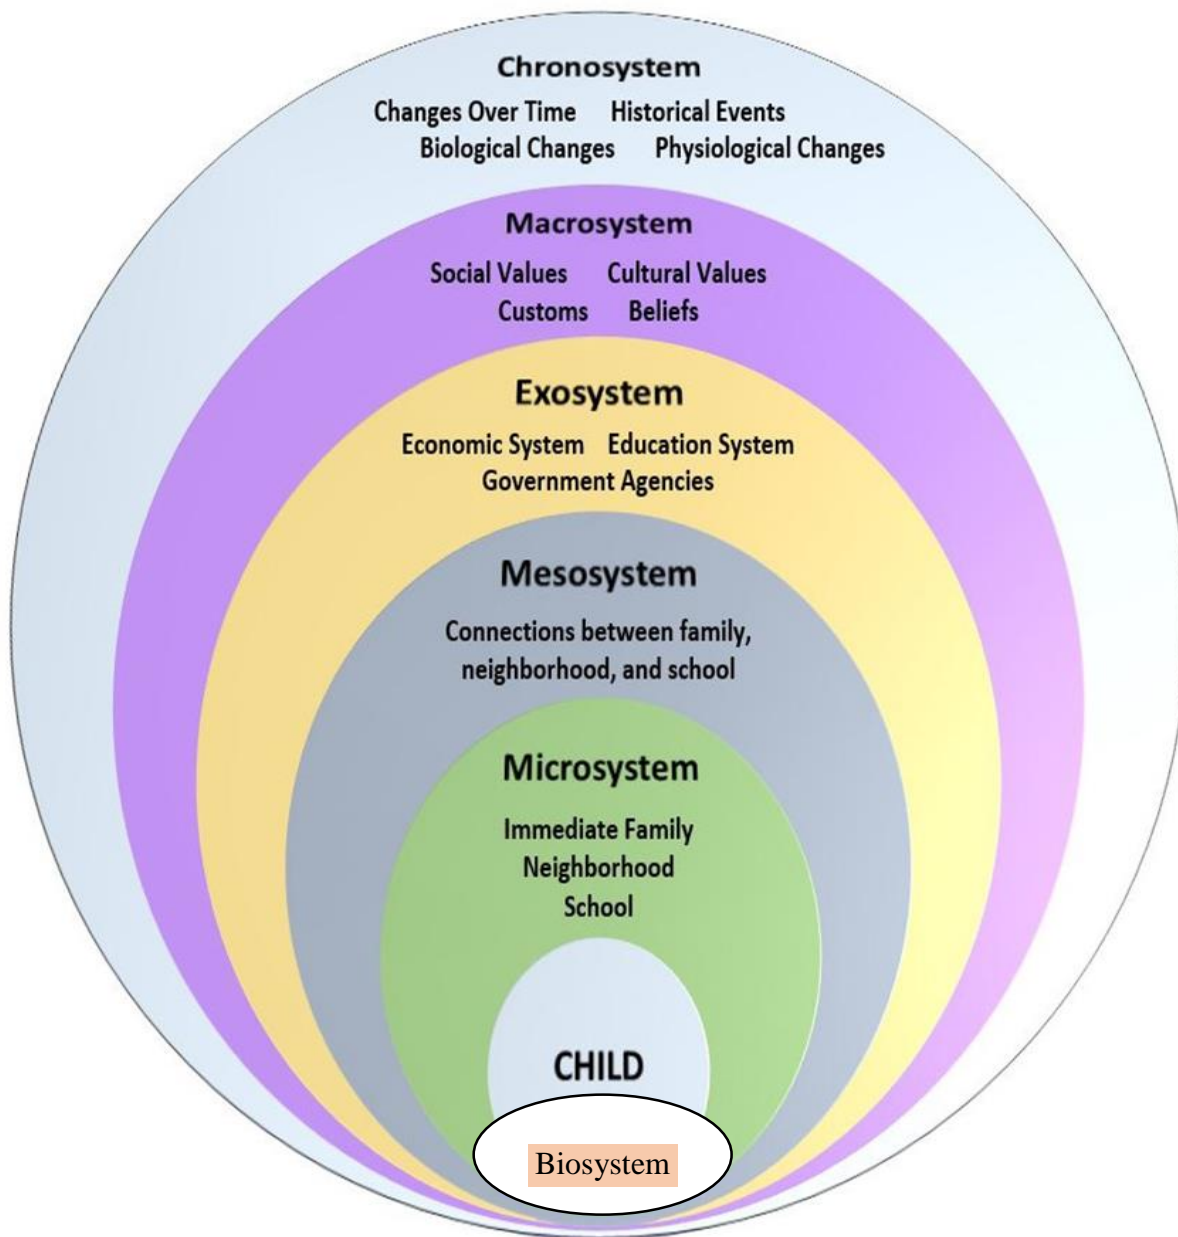 Chronosystem
Changes Over Time Historical Events
Biological Changes Physiological Changes
Macrosystem
Social Values Cultural Values
Customs Beliefs
Exosystem
Economic System Education System
Government Agencies
Mesosystem
Connections between family,
neighborhood, and school
Microsystem
Immediate Family
Neighborhood
School
CHILD
Biosystem